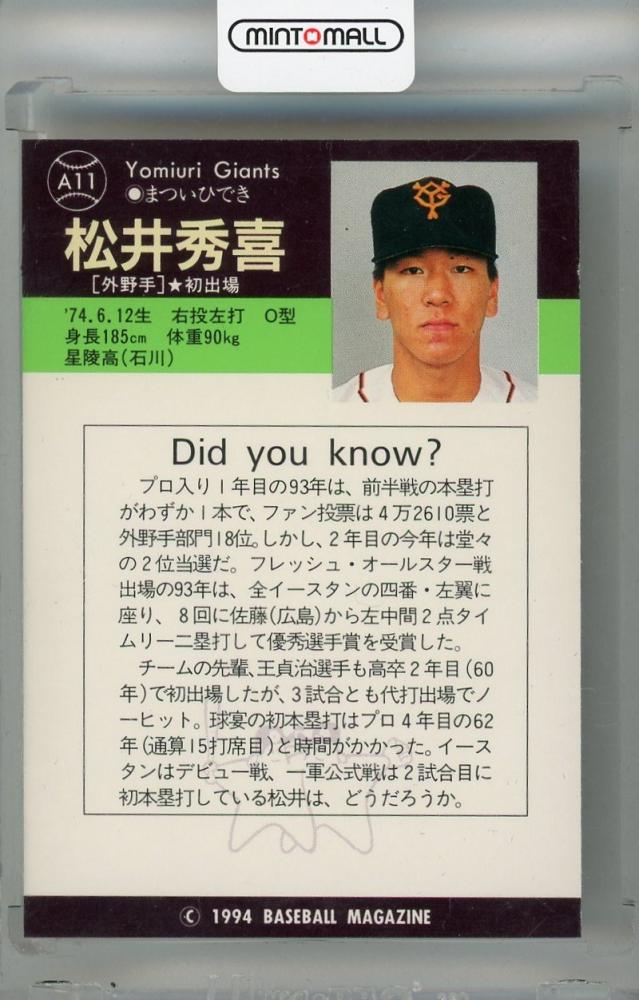 MINTOMALL
A11
Yomiuri Giants
●まついひでき
松井秀喜
[外野手]★初出場
'74.6.12生 右投左打 O型
身長185cm 体重90kg
星陵高(石川)
Did you know?
プロ入り1年目の93年は、前半戦の本塁打
がわずか1本で、ファン投票は4万2610票と
外野手部門18位。しかし、2年目の今年は堂々
の2位当選だ。フレッシュ・オールスター戦
出場の93年は、全イースタンの四番・左翼に
座り、8回に佐藤(広島)から左中間2点タイ
ムリー二塁打して優秀選手賞を受賞した。
チームの先輩、王貞治選手も高卒2年目(60
年)で初出場したが、3試合とも代打出場でノ
ーヒット。球宴の初本塁打はプロ4年目の62
年(通算15打席目)と時間がかかった。イース
タンはデビュー戦、一軍公式戦は2試合目に
初本塁打している松井は、どうだろうか。
© 1994 BASEBALL MAGAZINE